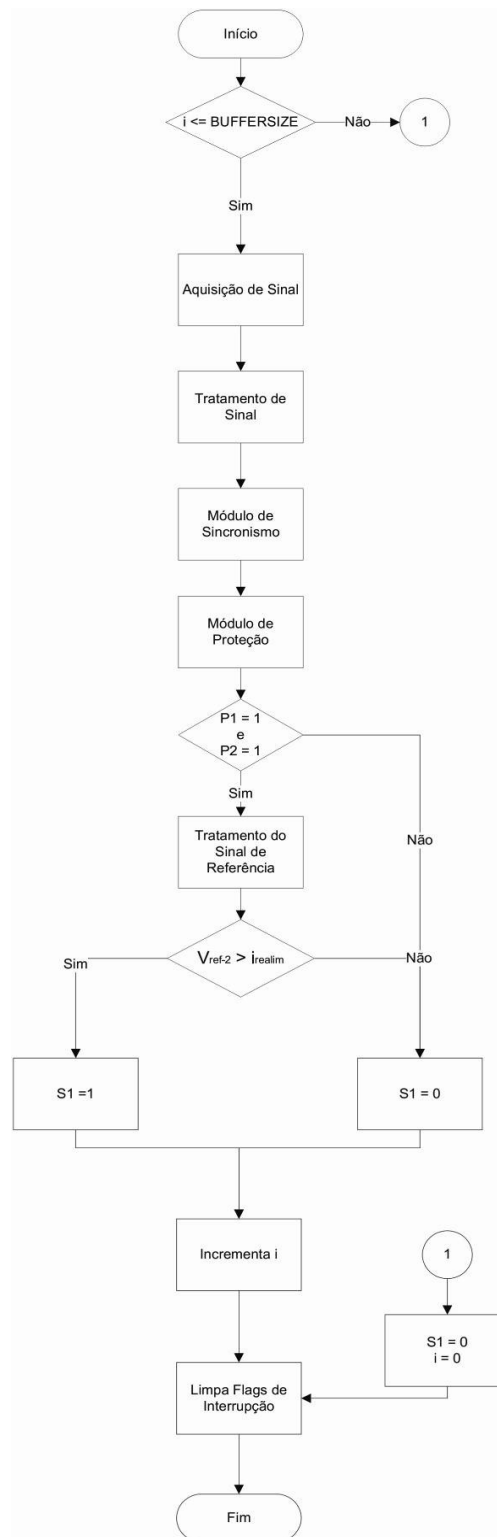 Início
i <= BUFFERSIZE
Não
1
Sim
Aquisição de Sinal
Tratamento de
Sinal
Módulo de
Sincronismo
Módulo de
Proteção
P1 = 1
e
P2 = 1
Sim
Não
Tratamento do
Sinal de
Referência
Vref-2 > irealim
Sim
Não
S1 =1
S1 = 0
Incrementa i
1
S1 = 0
i = 0
Limpa Flags de
Interrupção
Fim